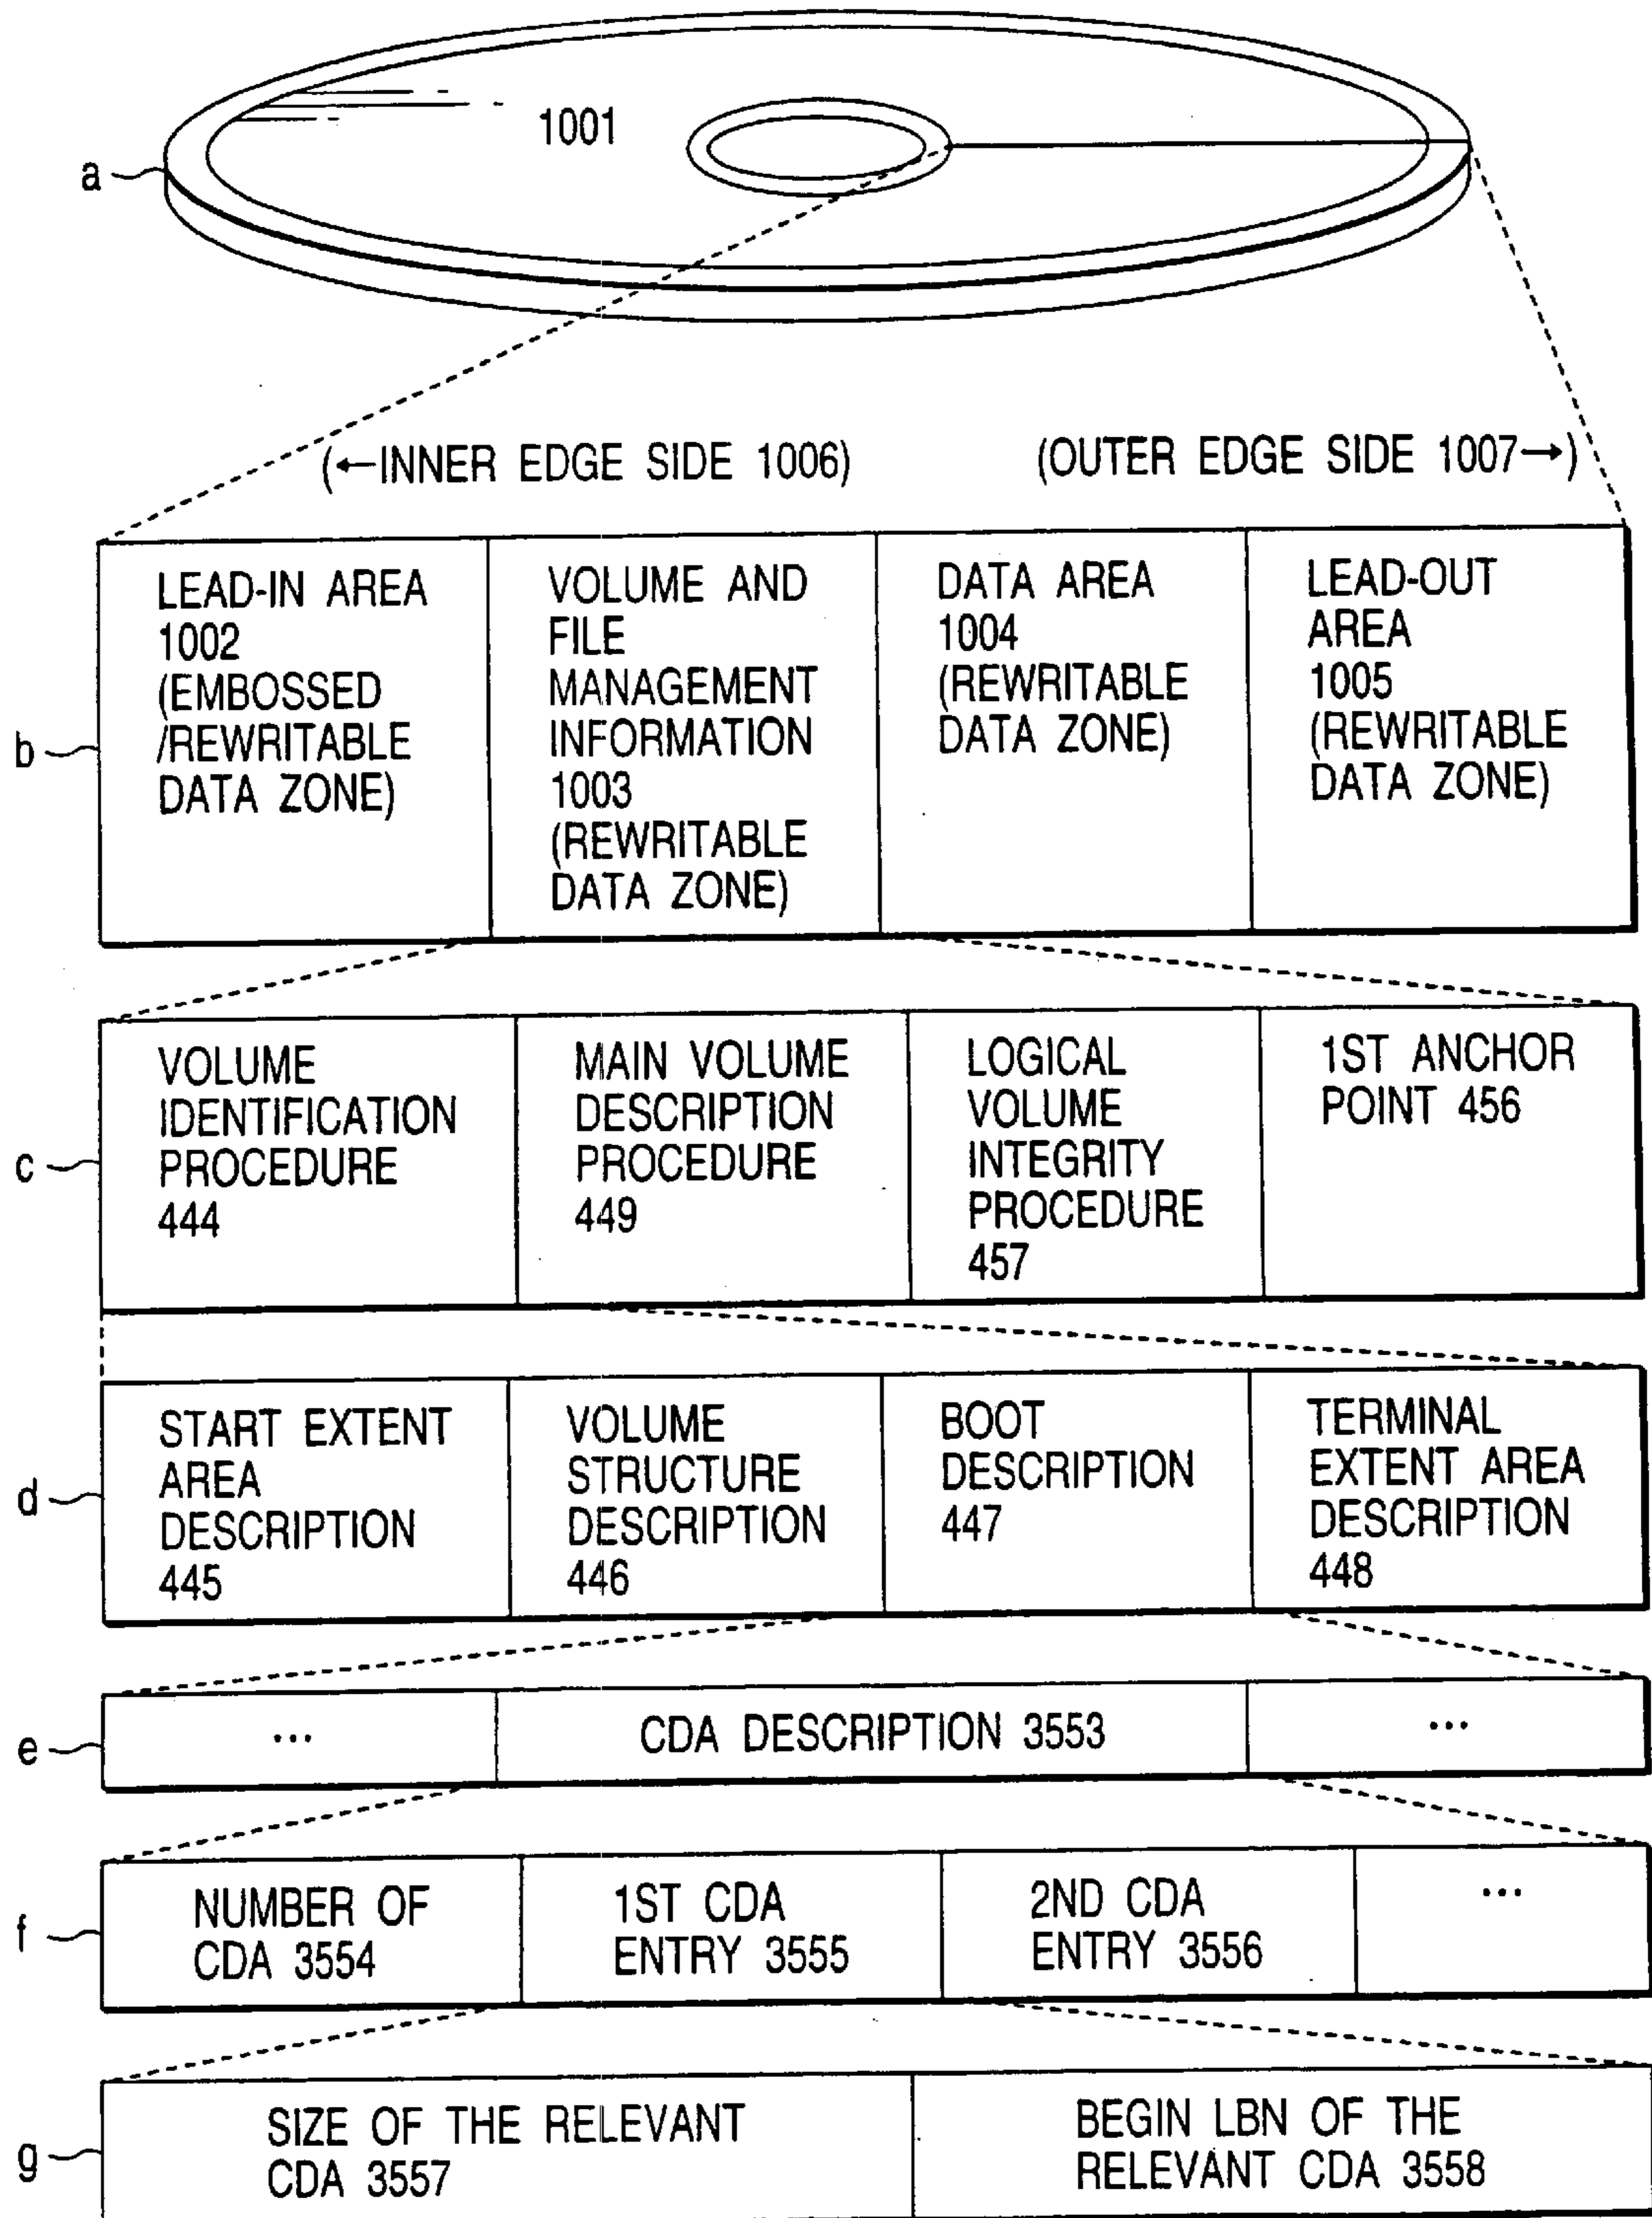 1001
a
(←INNER EDGE SIDE 1006)
(OUTER EDGE SIDE 1007→)
b
LEAD-IN AREA
1002
(EMBOSSED
/REWRITABLE
DATA ZONE)
VOLUME AND
FILE
MANAGEMENT
INFORMATION
1003
(REWRITABLE
DATA ZONE)
DATA AREA
1004
(REWRITABLE
DATA ZONE)
LEAD-OUT
AREA
1005
(REWRITABLE
DATA ZONE)
c
VOLUME
IDENTIFICATION
PROCEDURE
444
MAIN VOLUME
DESCRIPTION
PROCEDURE
449
LOGICAL
VOLUME
INTEGRITY
PROCEDURE
457
1ST ANCHOR
POINT 456
d
START EXTENT
AREA
DESCRIPTION
445
VOLUME
STRUCTURE
DESCRIPTION
446
BOOT
DESCRIPTION
447
TERMINAL
EXTENT AREA
DESCRIPTION
448
e
...
CDA DESCRIPTION 3553
...
f
NUMBER OF
CDA 3554
1ST CDA
ENTRY 3555
2ND CDA
ENTRY 3556
...
g
SIZE OF THE RELEVANT
CDA 3557
BEGIN LBN OF THE
RELEVANT CDA 3558